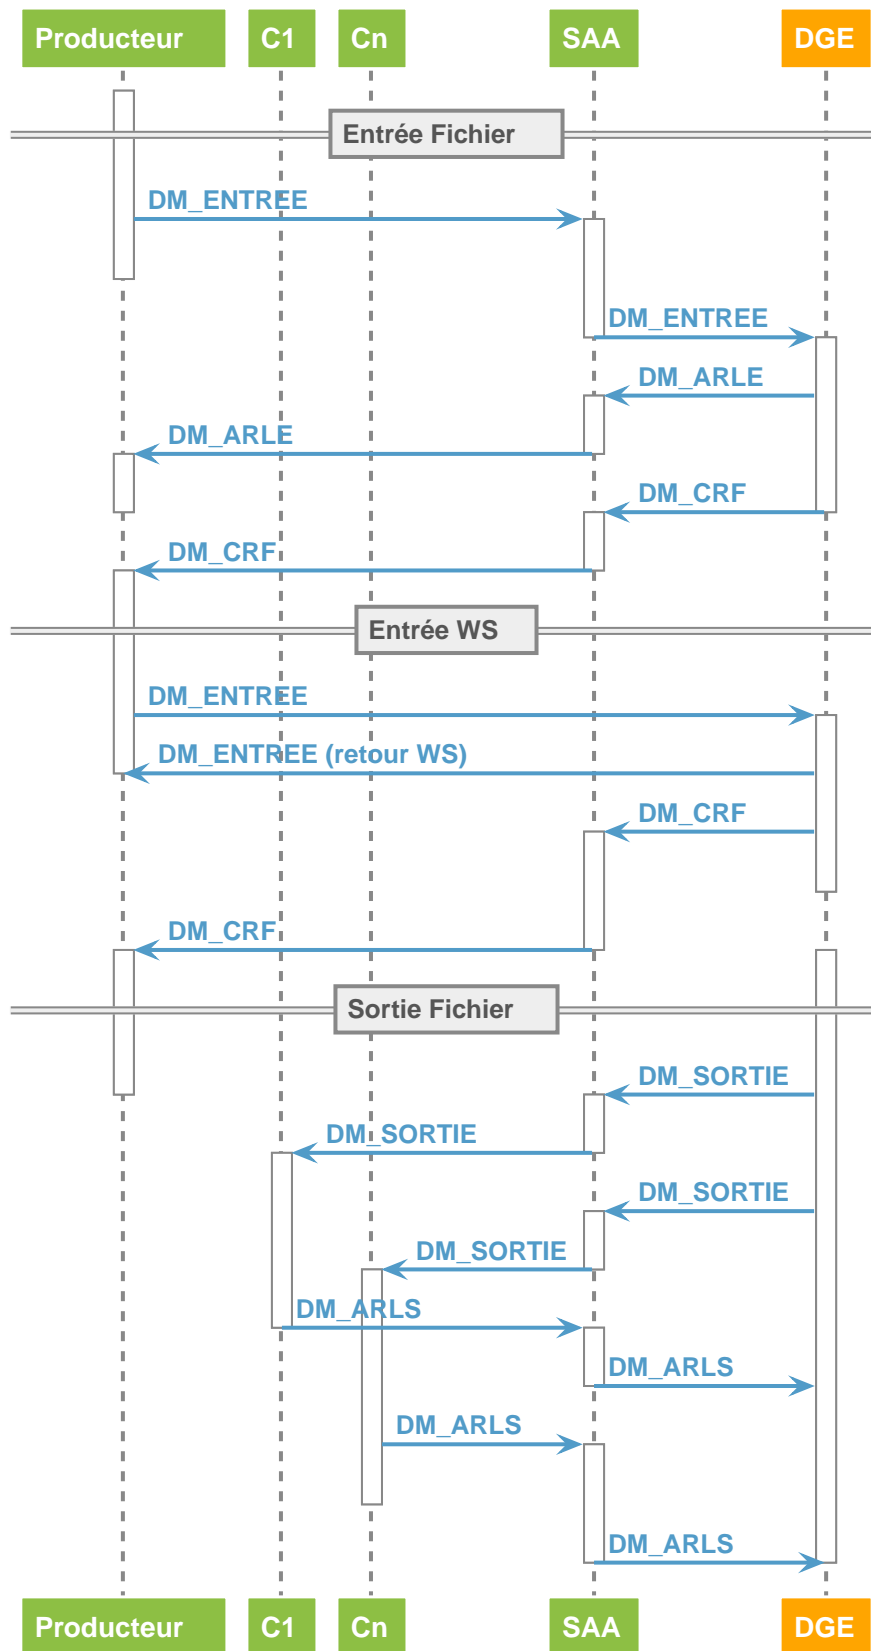 Producteur C1 Cn SAA DGE
Entrée Fichier
DM_ENTREE
DM_ENTREE
DM_ARLE
DM_ARLE
DM_CRF
DM_CRF
Entrée WS
DM_ENTREE
DM_ENTREE (retour WS)
DM_CRF
DM_CRF
Sortie Fichier
DM_SORTIE
DM_SORTIE
DM_SORTIE
DM_SORTIE
DM_ARLS
DM_ARLS
DM_ARLS
DM_ARLS
Producteur C1 Cn SAA DGE